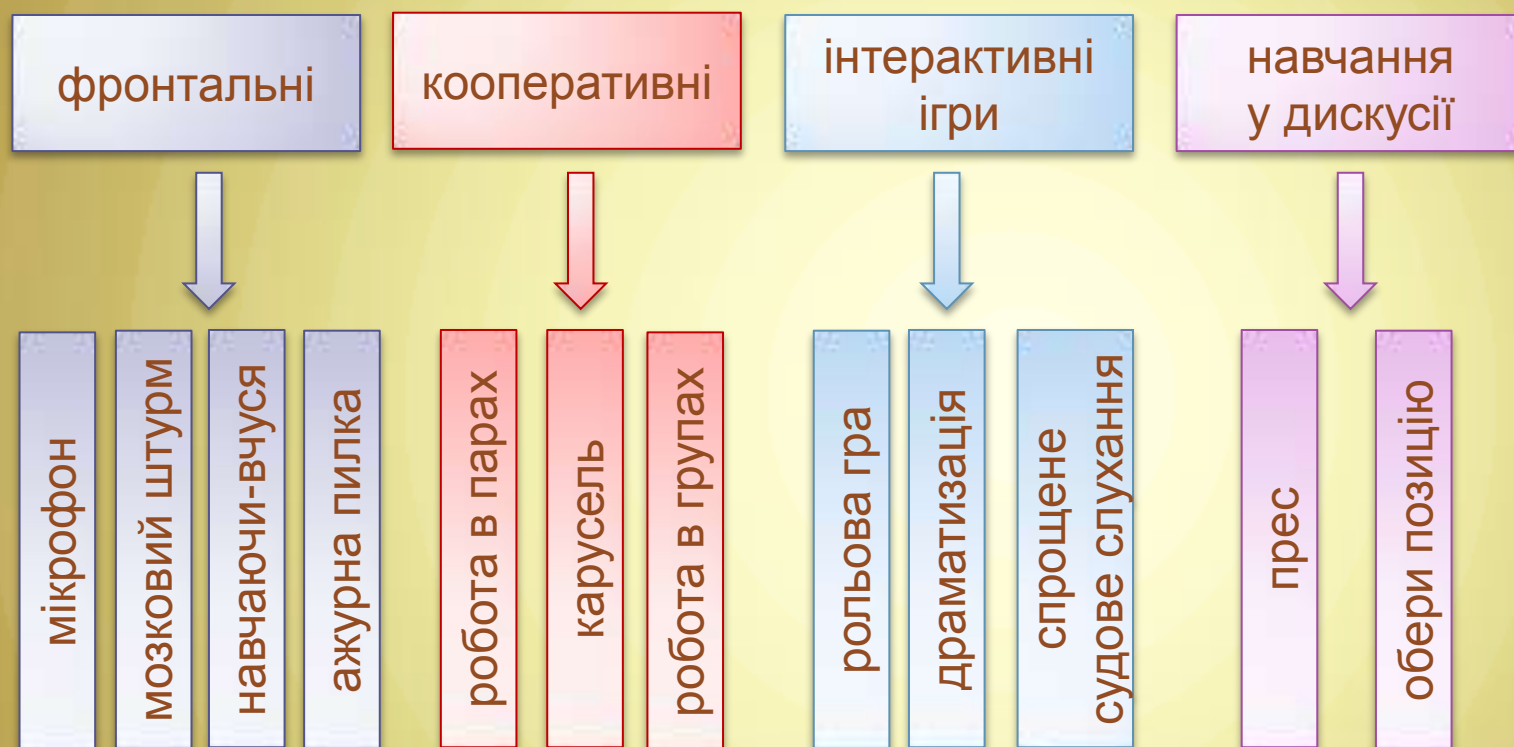 фронтальні
кооперативні
інтерактивні
ігри
навчання
у дискусії
мікрофон
мозковий штурм
навчаючи-вчуся
ажурна пилка
робота в парах
карусель
робота в групах
рольова гра
драматизація
спрощене
судове слухання
прес
обери позицію